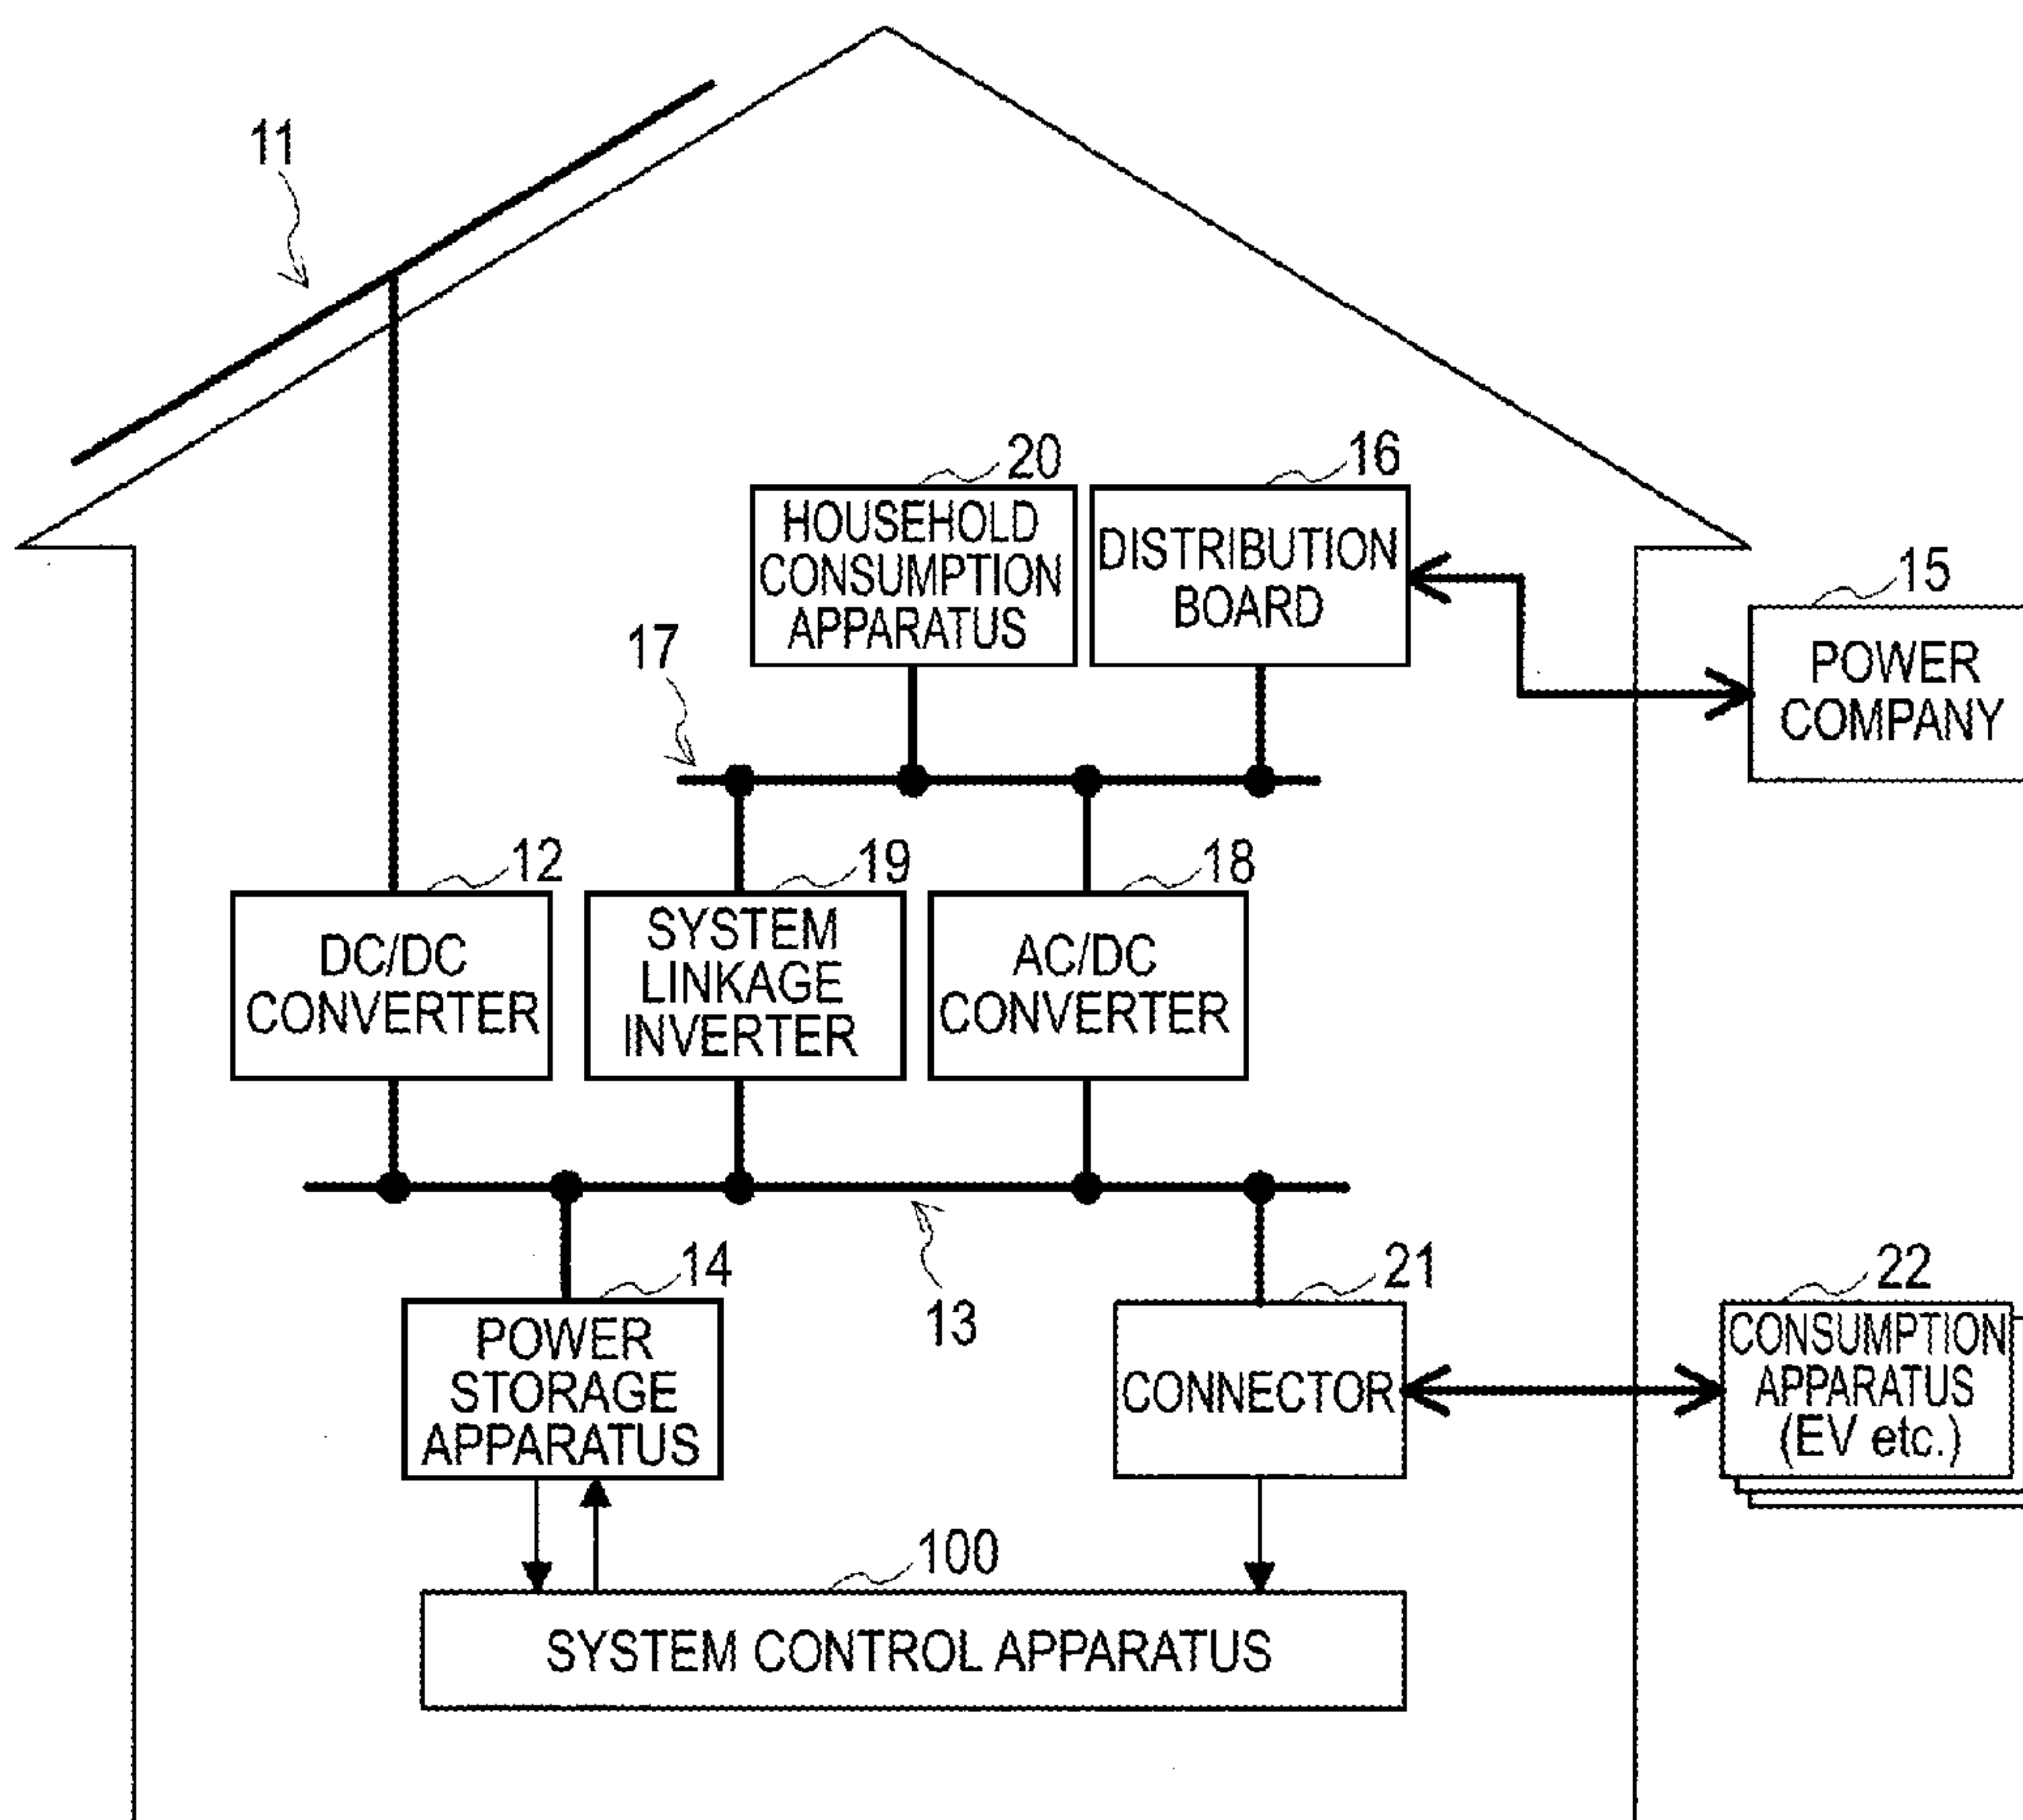 11
20
HOUSEHOLD
CONSUMPTION
APPARATUS
16
DISTRIBUTION
BOARD
15
POWER
COMPANY
17
12
DC/DC
CONVERTER
19
SYSTEM
LINKAGE
INVERTER
18
AC/DC
CONVERTER
14
POWER
STORAGE
APPARATUS
13
21
CONNECTOR
22
CONSUMPTION
APPARATUS
(EV etc.)
100
SYSTEM CONTROL APPARATUS